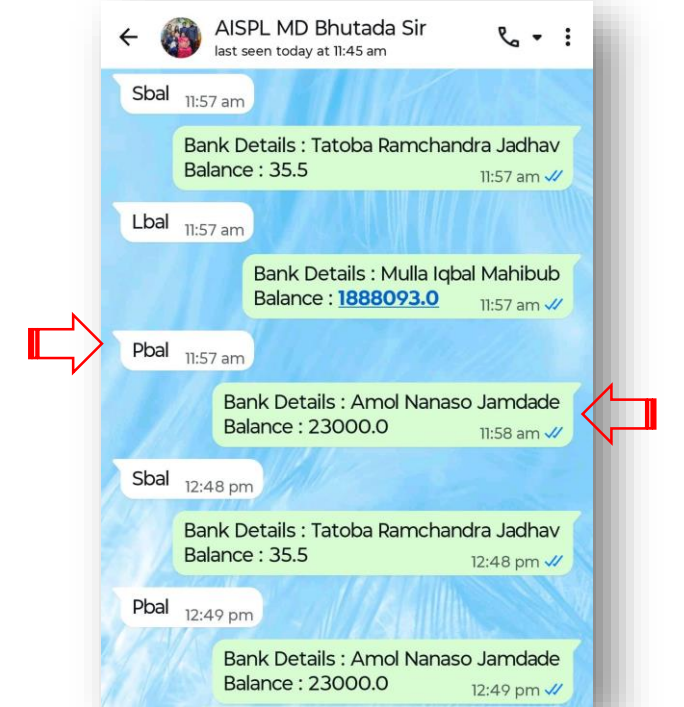 AISPL MD Bhutada Sir
last seen today at 11:45 am
Sbal 11:57 am
Bank Details : Tatoba Ramchandra Jadhav
Balance : 35.5 11:57 am
Lbal 11:57 am
Bank Details : Mulla Iqbal Mahibub
Balance : 1888093.0 11:57 am
Pbal 11:57 am
Bank Details : Amol Nanaso Jamdade
Balance : 23000.0 11:58 am
Sbal 12:48 pm
Bank Details : Tatoba Ramchandra Jadhav
Balance : 35.5 12:48 pm
Pbal 12:49 pm
Bank Details : Amol Nanaso Jamdade
Balance : 23000.0 12:49 pm